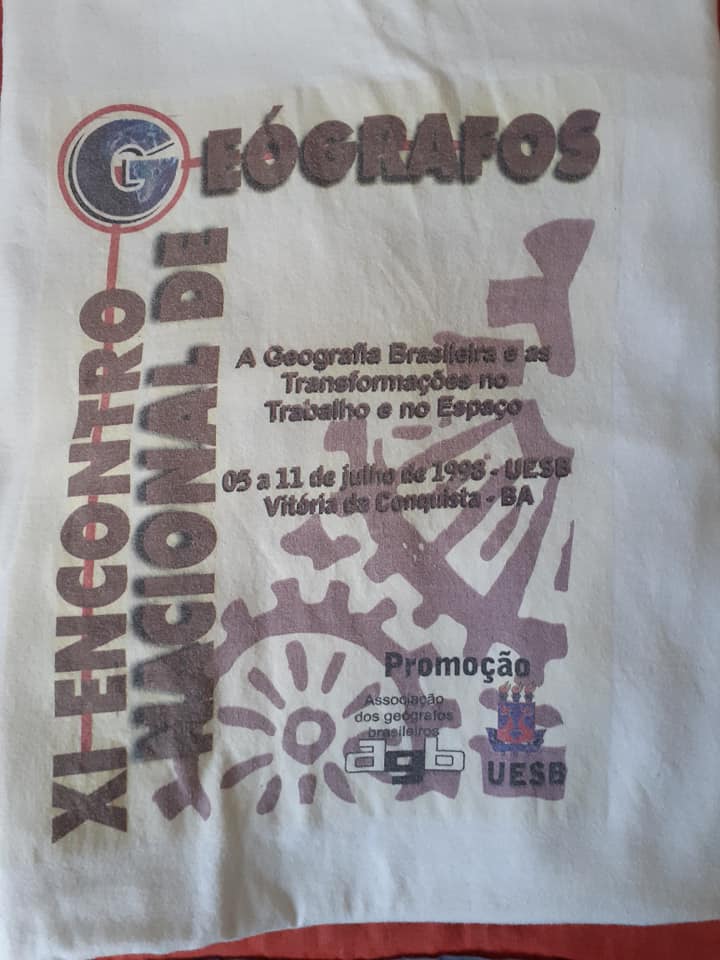 XI ENCONTRO
NACIONAL DE
GEÓGRAFOS
A Geografia Brasileira e as
Transformações no
Trabalho e no Espaço
05 a 11 de julho de 1998 - UESB
Vitória da Conquista - BA
Promoção
Associação
dos geógrafos
brasileiros
agb
UESB